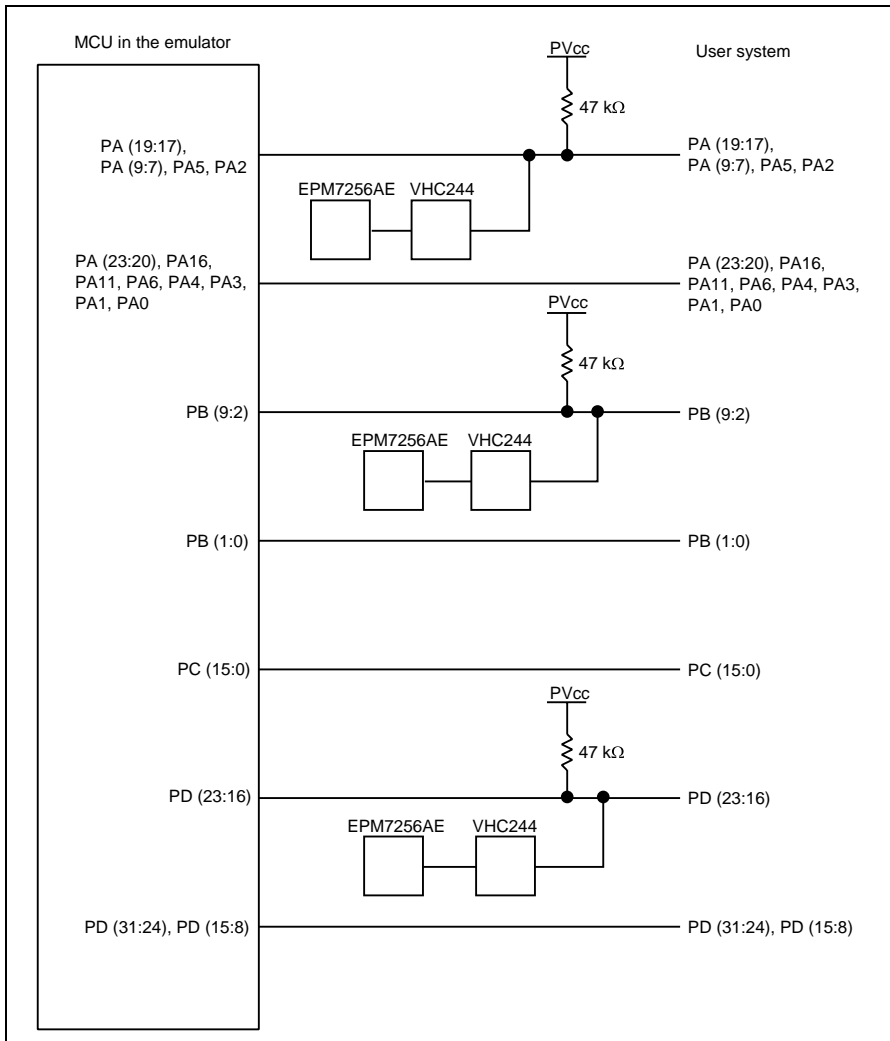 MCU in the emulator
PVcc
User system
47 kΩ
PA (19:17),
PA (9:7), PA5, PA2
PA (19:17),
PA (9:7), PA5, PA2
EPM7256AE
VHC244
PA (23:20), PA16,
PA11, PA6, PA4, PA3,
PA1, PA0
PA (23:20), PA16,
PA11, PA6, PA4, PA3,
PA1, PA0
PVcc
47 kΩ
PB (9:2)
PB (9:2)
EPM7256AE
VHC244
PB (1:0)
PB (1:0)
PC (15:0)
PC (15:0)
PVcc
47 kΩ
PD (23:16)
PD (23:16)
EPM7256AE
VHC244
PD (31:24), PD (15:8)
PD (31:24), PD (15:8)